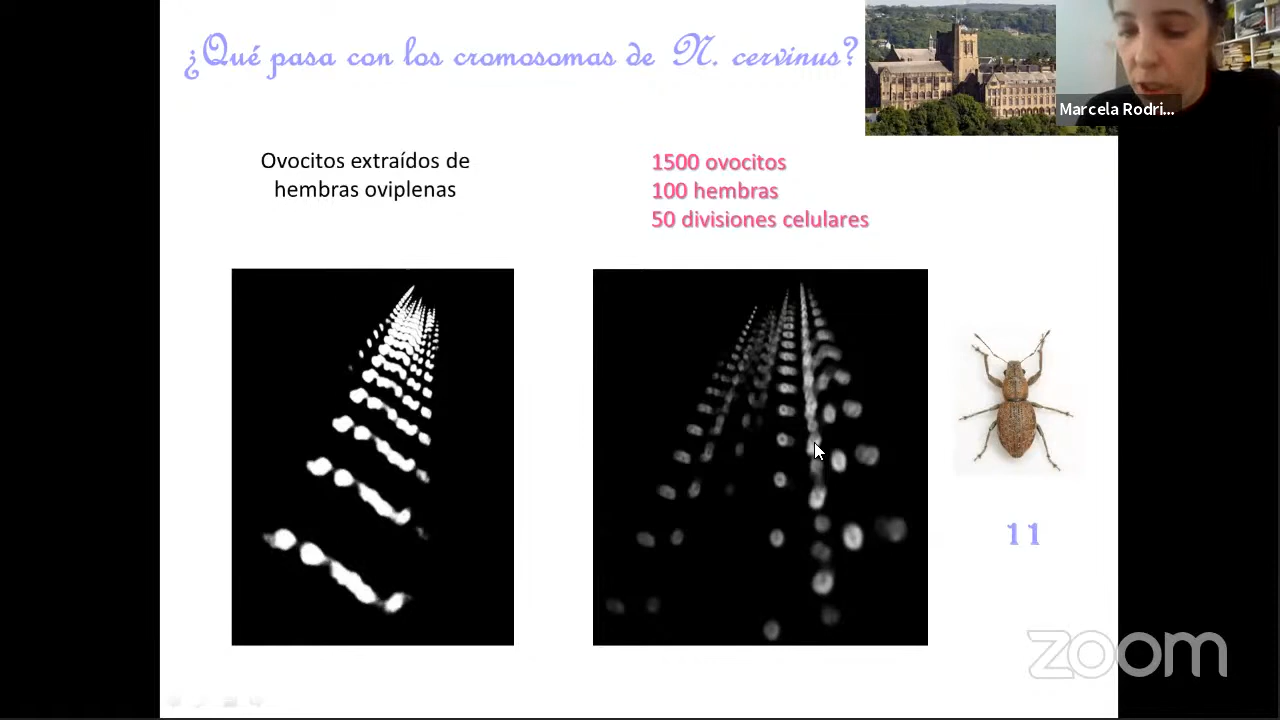 ¿Qué pasa con los cromosomas de N. cervinus?
Marcela Rodri...
Ovocitos extraídos de
hembras oviplenas
1500 ovocitos
100 hembras
50 divisiones celulares
11
zoom